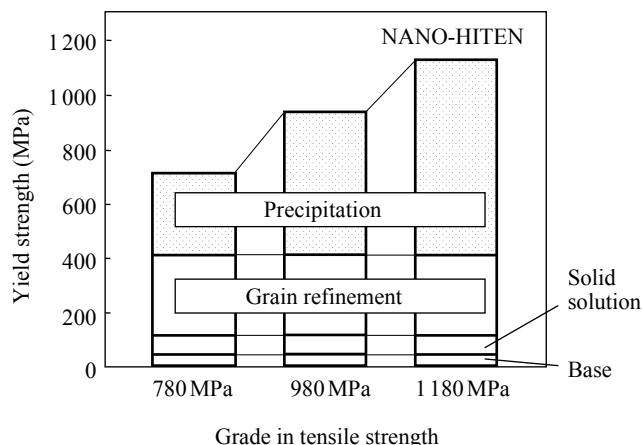 NANO-HITEN
Yield strength (MPa)
1 200
1 000
800
600
400
200
0
Precipitation
Grain refinement
Solid
solution
Base
780 MPa
980 MPa
1 180 MPa
Grade in tensile strength